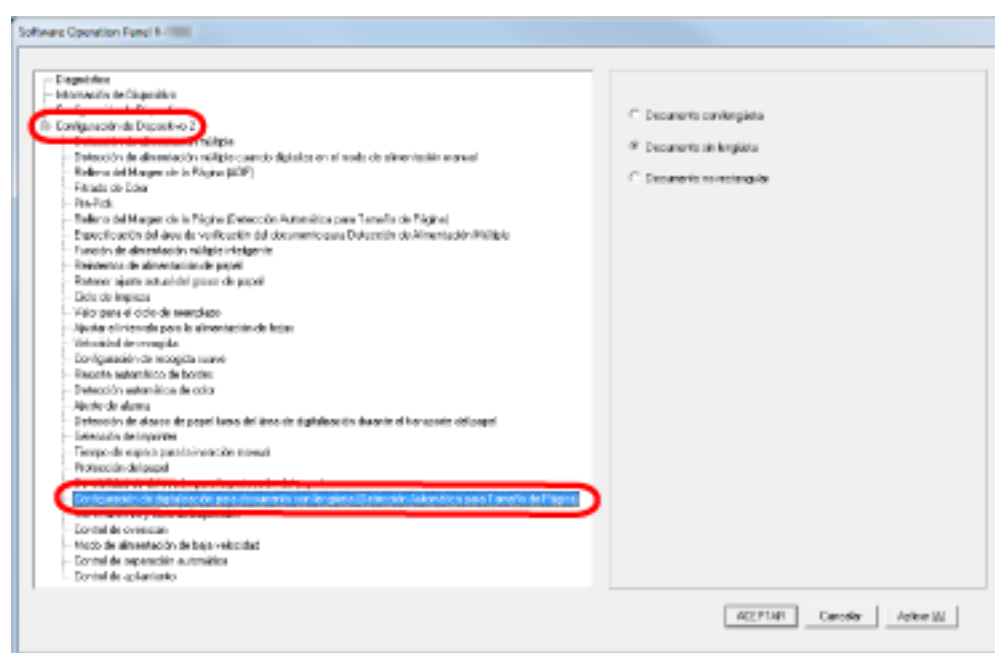 Software Operation Panel
Diagnóstico
Información de Dispositivo
Configuración de Dispositivo 2
múltiple
Detección de alimentación múltiple cuando digitaliza en el modo de alimentación manual
Relleno del Margen de la Página (ADF)
Filtrado de Color
Pre-Pick
Relleno del Margen de la Página (Detección Automática para Tamaño de Página)
Especificación del área de verificación del documento para Detección de Alimentación Múltiple
Función de alimentación múltiple inteligente
Reintentos de alimentación de papel
Retener ajuste actual del grosor de papel
Ciclo de limpieza
Valor para el ciclo de reemplazo
Ajustar el intervalo para la alimentación de hojas
Velocidad de recogida
Configuración de recogida suave
Recorte automático de bordes
Detección automática de color
Ajuste de alarma
Detección de atasco de papel fuera del área de digitalización durante el transporte del papel
Selección de imprinter
Tiempo de espera para la inserción manual
Protección del papel
Configuración de digitalización para documento con lengüeta (Detección Automática para Tamaño de Página)
Control de overscan
Modo de alimentación de baja velocidad
Control de separación automática
Control de apilamiento
Documento con lengüeta
Documento sin lengüeta
Documento no rectangular
ACEPTAR
Cancelar
Aplicar (A)